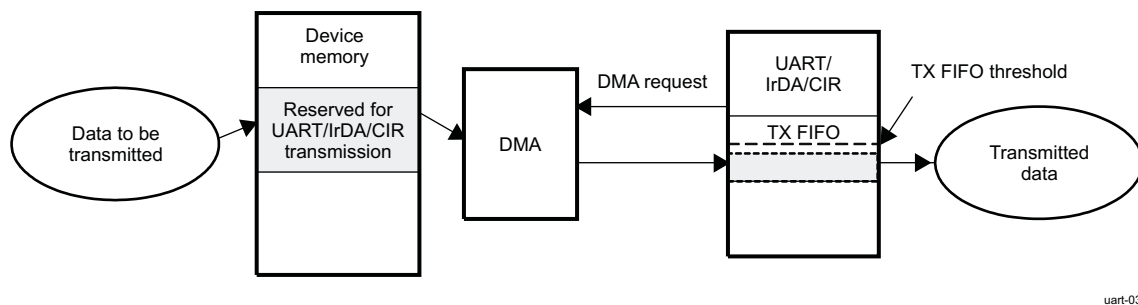 Device
memory
Reserved for
UART/IrDA/CIR
transmission
Data to be
transmitted
DMA
DMA request
UART/
IrDA/CIR
TX FIFO
TX FIFO threshold
Transmitted
data